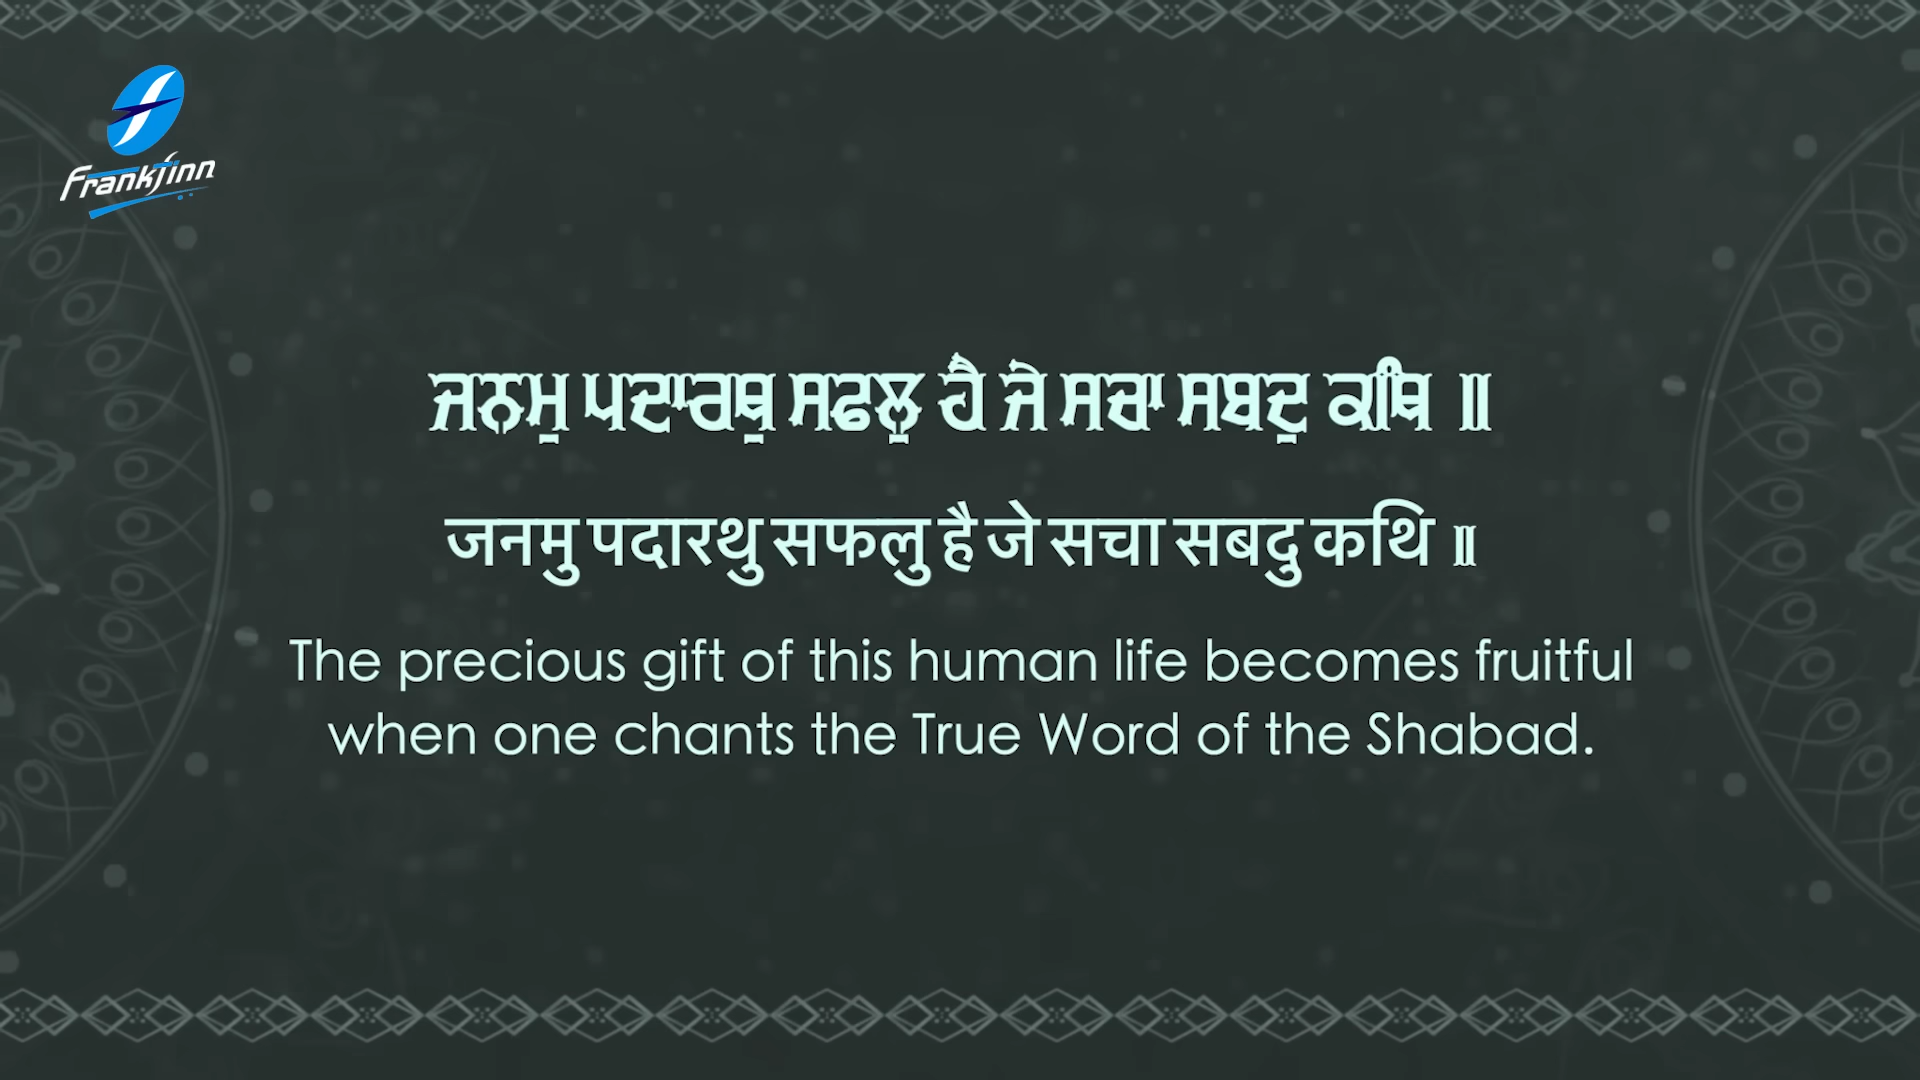 Frankfinn
ਜਨਮੁ ਪਦਾਰਥੁ ਸਫਲੁ ਹੈ ਜੇ ਸਚਾ ਸਬਦੁ ਕਥਿ ॥
जनमु पदारथु सफलु है जे सचा सबदु कथि ॥
The precious gift of this human life becomes fruitful
when one chants the True Word of the Shabad.